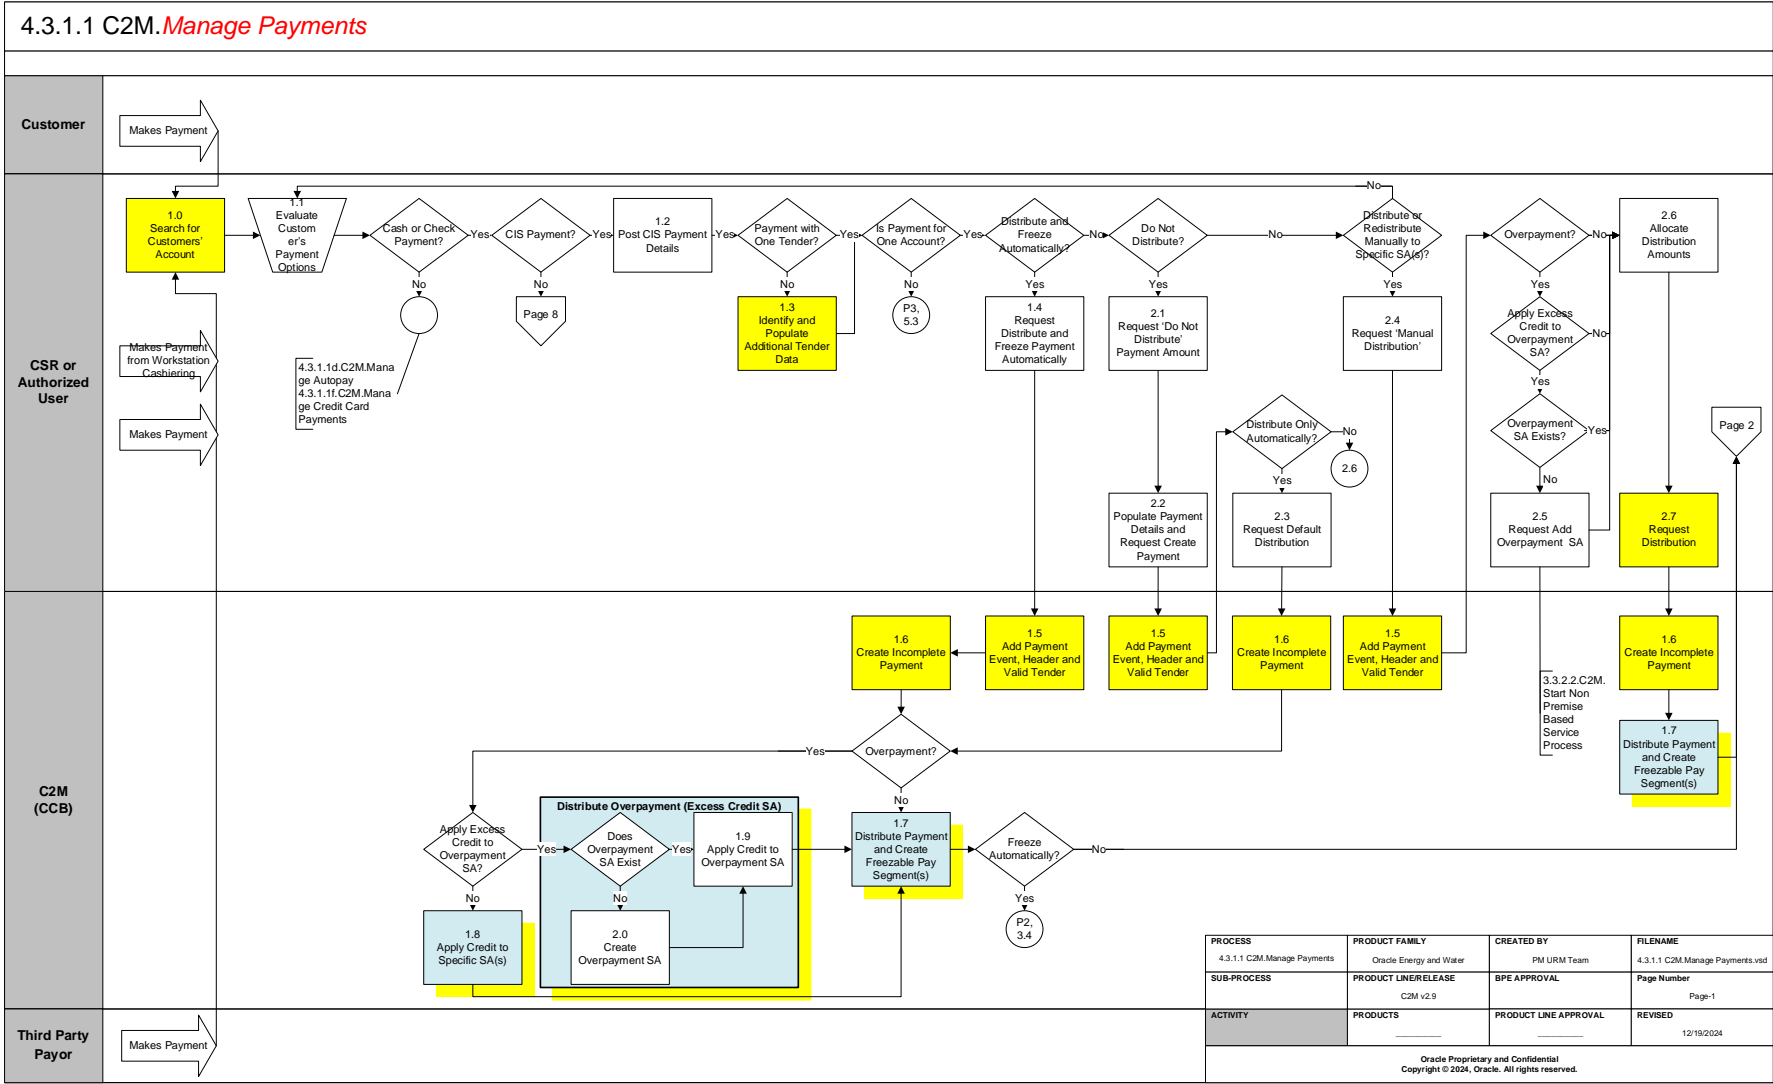 4.3.1.1 C2M.Manage Payments
Customer
Makes Payment
CSR or
Authorized
User
1.0
Search for
Customers'
Account
1.1
Evaluate
Custom
er's
Payment
Options
Cash or Check
Payment?
Yes
No
CIS Payment?
Yes
No
Page 8
1.2
Post CIS Payment
Details
Yes
Payment with
One Tender?
Yes
No
1.3
Identify and
Populate
Additional Tender
Data
Is Payment for
One Account?
Yes
No
P3,
5.3
Distribute and
Freeze
Automatically?
No
Yes
1.4
Request
Distribute and
Freeze Payment
Automatically
Do Not
Distribute?
No
Yes
2.1
Request 'Do Not
Distribute'
Payment Amount
No
Distribute or
Redistribute
Manually to
Specific SA(s)?
Yes
2.4
Request 'Manual
Distribution'
Overpayment?
No
Yes
Apply Excess
Credit to
Overpayment
SA?
No
Yes
Overpayment
SA Exists?
Yes
No
2.5
Request Add
Overpayment SA
2.6
Allocate
Distribution
Amounts
2.7
Request
Distribution
Page 2
Makes Payment
from Workstation
Cashiering
Makes Payment
4.3.1.1d.C2M.Mana
ge Autopay
4.3.1.1f.C2M.Mana
ge Credit Card
Payments
Distribute Only
Automatically?
No
2.6
Yes
2.2
Populate Payment
Details and
Request Create
Payment
2.3
Request Default
Distribution
C2M
(CCB)
1.6
Create Incomplete
Payment
1.5
Add Payment
Event, Header and
Valid Tender
1.5
Add Payment
Event, Header and
Valid Tender
1.6
Create Incomplete
Payment
1.5
Add Payment
Event, Header and
Valid Tender
3.3.2.2.C2M.
Start Non
Premise
Based
Service
Process
1.6
Create Incomplete
Payment
1.7
Distribute Payment
and Create
Freezable Pay
Segment(s)
Overpayment?
Yes
No
Apply Excess
Credit to
Overpayment
SA?
Yes
No
1.8
Apply Credit to
Specific SA(s)
Distribute Overpayment (Excess Credit SA)
Does
Overpayment
SA Exist
Yes
No
1.9
Apply Credit to
Overpayment SA
2.0
Create
Overpayment SA
1.7
Distribute Payment
and Create
Freezable Pay
Segment(s)
Freeze
Automatically?
No
Yes
P2,
3.4
Third Party
Payor
Makes Payment
PROCESS
4.3.1.1 C2M.Manage Payments
PRODUCT FAMILY
Oracle Energy and Water
CREATED BY
PM URM Team
FILENAME
4.3.1.1 C2M.Manage Payments.vsd
SUB-PROCESS
PRODUCT LINE/RELEASE
C2M v2.9
BPE APPROVAL
Page Number
Page-1
ACTIVITY
PRODUCTS
PRODUCT LINE APPROVAL
REVISED
12/19/2024
Oracle Proprietary and Confidential
Copyright © 2024, Oracle. All rights reserved.